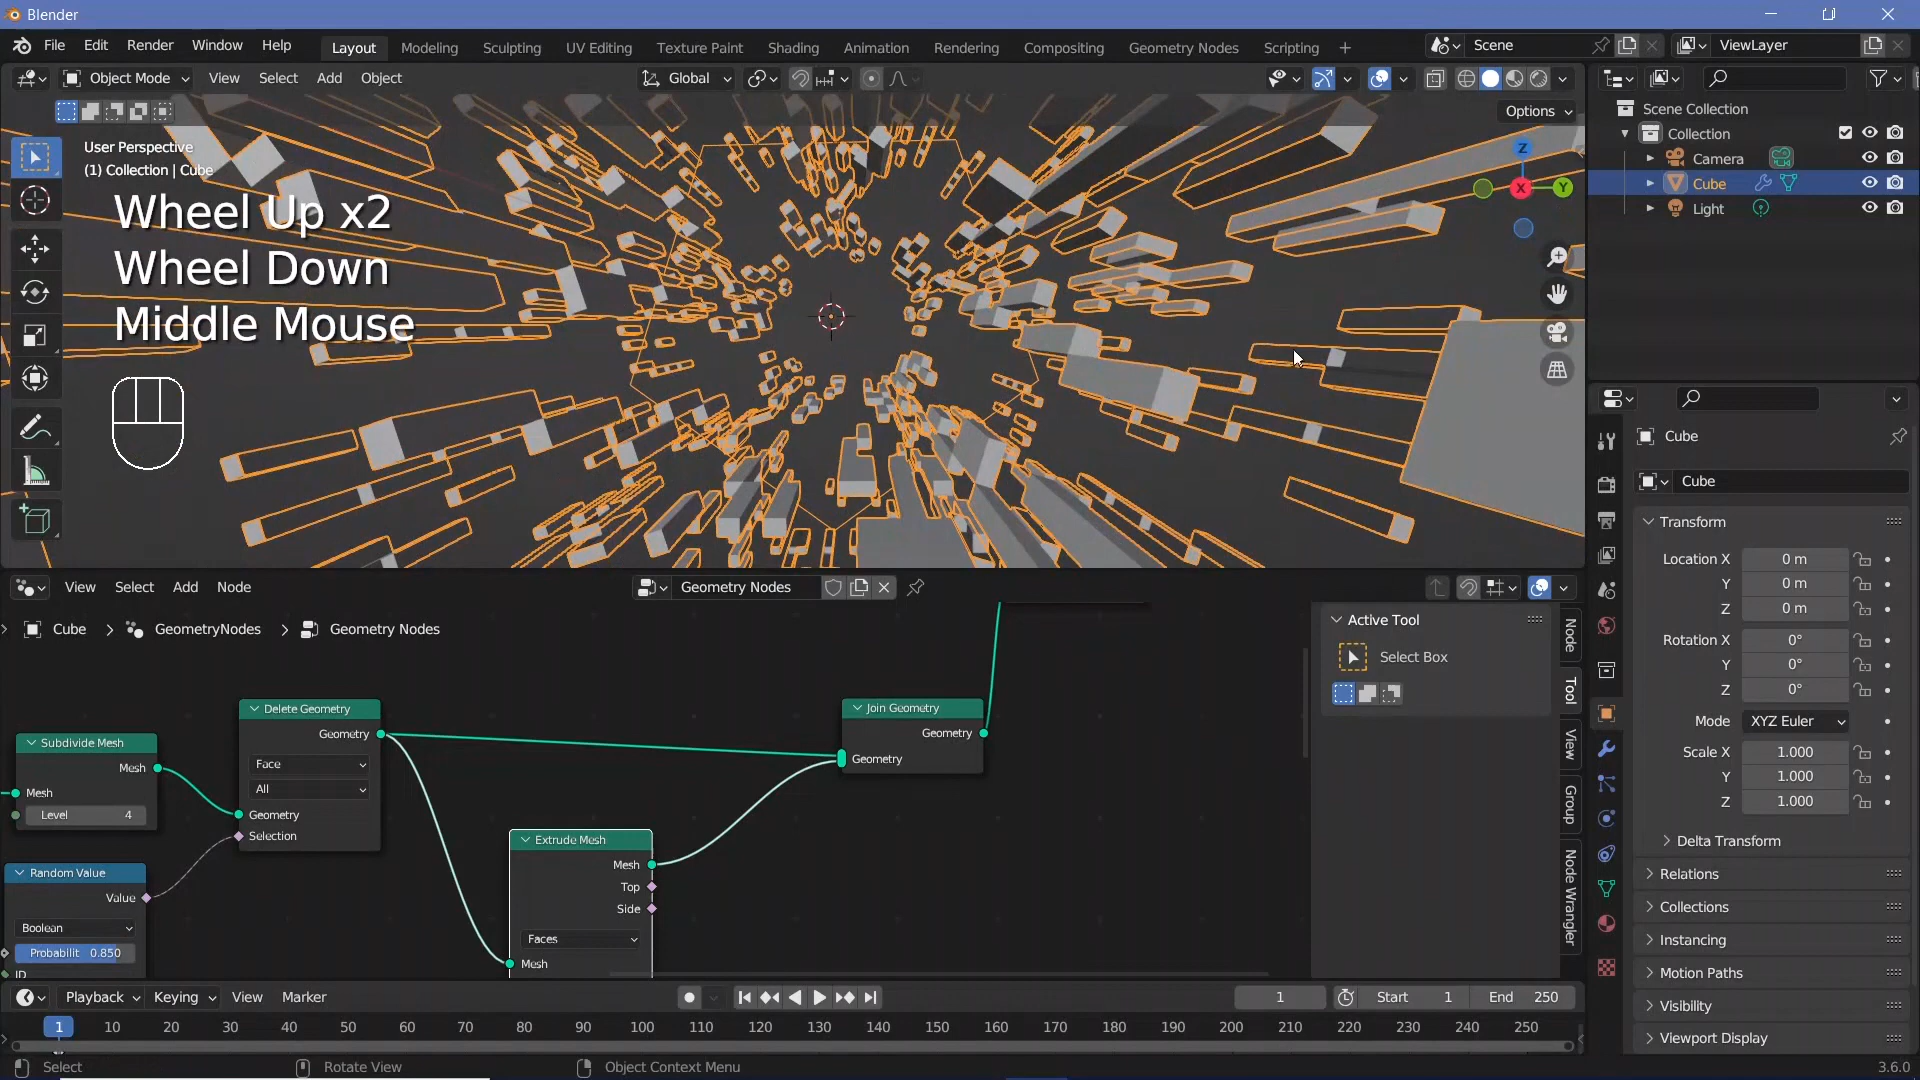 Blender
File Edit Render Window Help
Layout Modeling Sculpting UV Editing Texture Paint Shading Animation Rendering Compositing Geometry Nodes Scripting +
Scene
ViewLayer
Object Mode View Select Add Object
Global
Options
User Perspective
(1) Collection | Cube
Wheel Up x2
Wheel Down
Middle Mouse
Z
X
Y
Scene Collection
Collection
Camera
Cube
Light
Cube
Cube
Transform
Location X 0 m
Y 0 m
Z 0 m
Rotation X 0°
Y 0°
Z 0°
Mode XYZ Euler
Scale X 1.000
Y 1.000
Z 1.000
Delta Transform
Relations
Collections
Instancing
Motion Paths
Visibility
Viewport Display
View Select Add Node
Geometry Nodes
Cube > GeometryNodes > Geometry Nodes
Subdivide Mesh
Mesh
Mesh
Level 4
Random Value
Value
Boolean
Probabilit 0.850
ID
Delete Geometry
Geometry
Face
All
Geometry
Selection
Extrude Mesh
Mesh
Top
Side
Faces
Mesh
Join Geometry
Geometry
Geometry
Active Tool
Select Box
Node
Tool
View
Group
Node Wrangler
Playback Keying View Marker
1
Start 1
End 250
1 10 20 30 40 50 60 70 80 90 100 110 120 130 140 150 160 170 180 190 200 210 220 230 240 250
Select
Rotate View
Object Context Menu
3.6.0